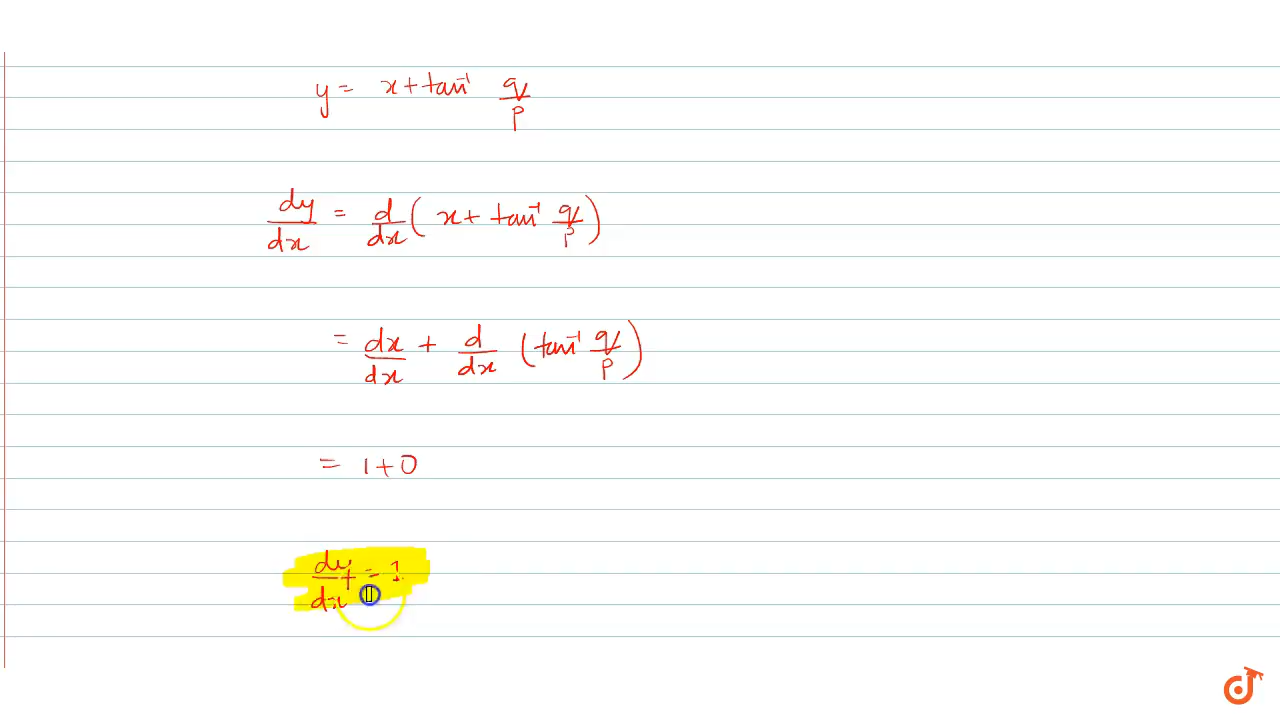 y = x + tan⁻¹ q/p
dy/dx = d/dx ( x + tan⁻¹ q/p )
= dx/dx + d/dx ( tan⁻¹ q/p )
= 1 + 0
dy/dx = 1